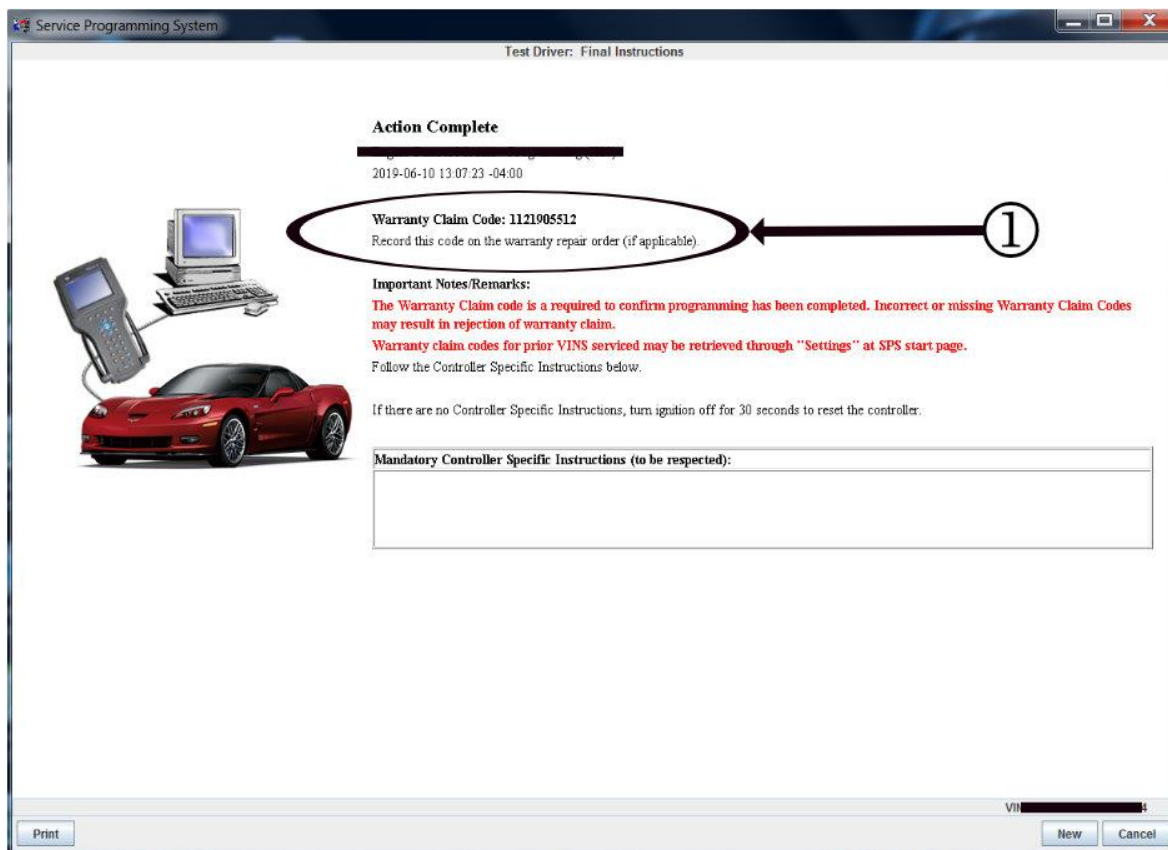 Service Programming System
Test Driver: Final Instructions
Action Complete
2019-06-10 13:07:23 -04:00
Warranty Claim Code: 1121905512
Record this code on the warranty repair order (if applicable).
1
Important Notes/Remarks:
The Warranty Claim code is a required to confirm programming has been completed. Incorrect or missing Warranty Claim Codes
may result in rejection of warranty claim.
Warranty claim codes for prior VINS serviced may be retrieved through "Settings" at SPS start page.
Follow the Controller Specific Instructions below.
If there are no Controller Specific Instructions, turn ignition off for 30 seconds to reset the controller.
Mandatory Controller Specific Instructions (to be respected):
4
Print
New
Cancel